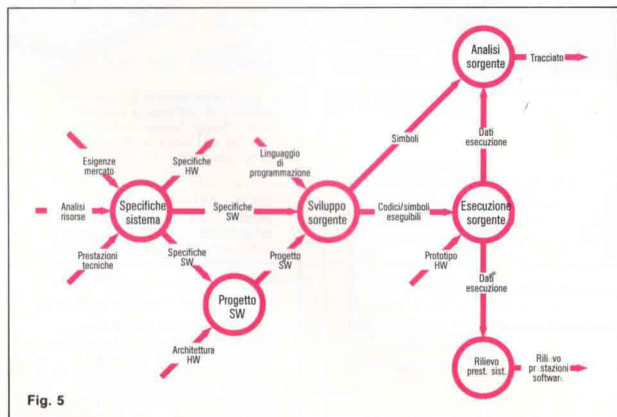 Analisi
sorgente
Tracciato
Simboli
Dati
esecuzione
Esigenze
mercato
Specifiche
HW
Linguaggio
di
programmazione
Analisi
risorse
Specifiche
sistema
Specifiche
SW
Sviluppo
sorgente
Codici/simboli
eseguibili
Esecuzione
sorgente
Prestazioni
tecniche
Specifiche
SW
Progetto
SW
Prototipo
HW
Progetto
SW
Dati
esecuzione
Architettura
HW
Rilievo
prest. sist.
Fig. 5